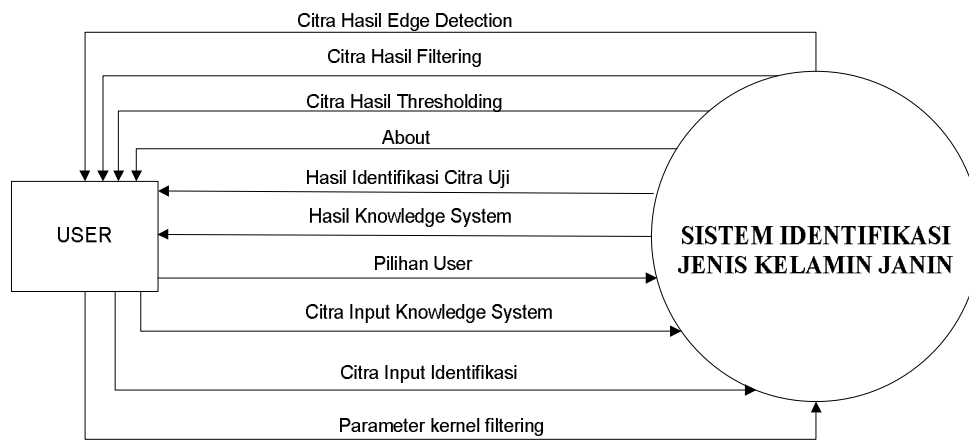 Citra Hasil Edge Detection
Citra Hasil Filtering
Citra Hasil Thresholding
About
Hasil Identifikasi Citra Uji
Hasil Knowledge System
USER
SISTEM IDENTIFIKASI
JENIS KELAMIN JANIN
Pilihan User
Citra Input Knowledge System
Citra Input Identifikasi
Parameter kernel filtering